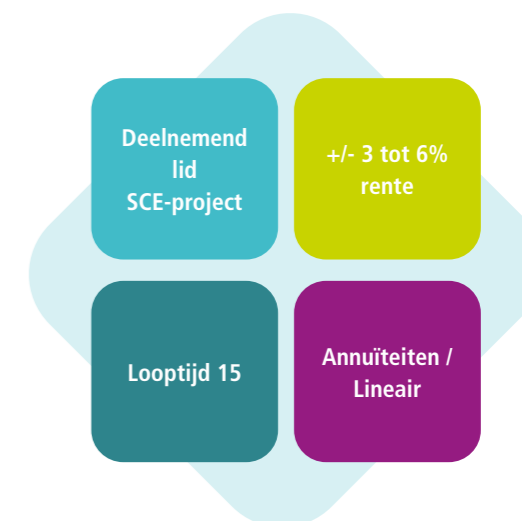 Deelnemend
lid
SCE-project
+/- 3 tot 6%
rente
Looptijd 15
Annuïteiten /
Lineair